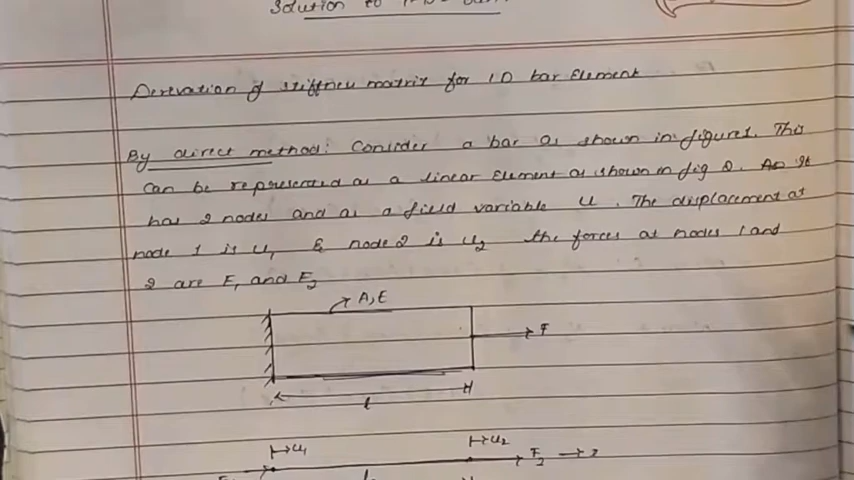 Solution to
Derivation of stiffness matrix for 1D bar Element
By direct method: Consider a bar as shown in figure1. This
can be represented as a linear Element as shown in fig 2. As It
has 2 nodes and as a field variable u. The displacement at
node 1 is u₁ & node 2 is u₂ the forces at nodes 1 and
2 are F₁ and F₂
A,E
F
l
u₁ u₂
F₂